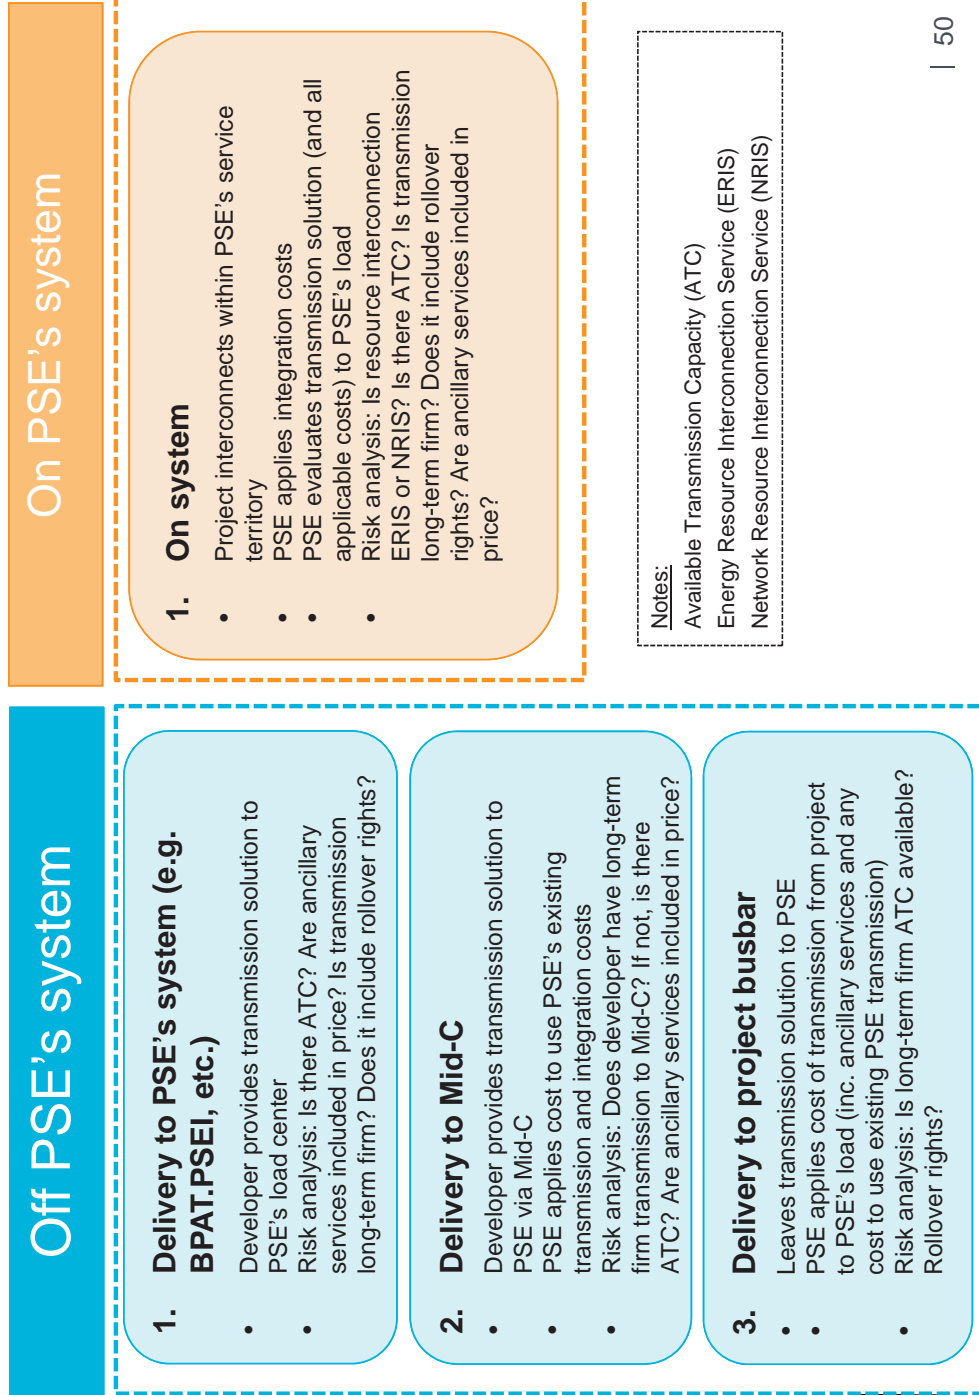 Off PSE's system
1. Delivery to PSE's system (e.g.
BPAT.PSEI, etc.)
• Developer provides transmission solution to
PSE's load center
• Risk analysis: Is there ATC? Are ancillary
services included in price? Is transmission
long-term firm? Does it include rollover rights?
2. Delivery to Mid-C
• Developer provides transmission solution to
PSE via Mid-C
• PSE applies cost to use PSE's existing
transmission and integration costs
• Risk analysis: Does developer have long-term
firm transmission to Mid-C? If not, is there
ATC? Are ancillary services included in price?
3. Delivery to project busbar
• Leaves transmission solution to PSE
• PSE applies cost of transmission from project
to PSE's load (inc. ancillary services and any
cost to use existing PSE transmission)
• Risk analysis: Is long-term firm ATC available?
Rollover rights?
On PSE's system
1. On system
• Project interconnects within PSE's service
territory
• PSE applies integration costs
• PSE evaluates transmission solution (and all
applicable costs) to PSE's load
• Risk analysis: Is resource interconnection
ERIS or NRIS? Is there ATC? Is transmission
long-term firm? Does it include rollover
rights? Are ancillary services included in
price?
Notes:
Available Transmission Capacity (ATC)
Energy Resource Interconnection Service (ERIS)
Network Resource Interconnection Service (NRIS)
| 50